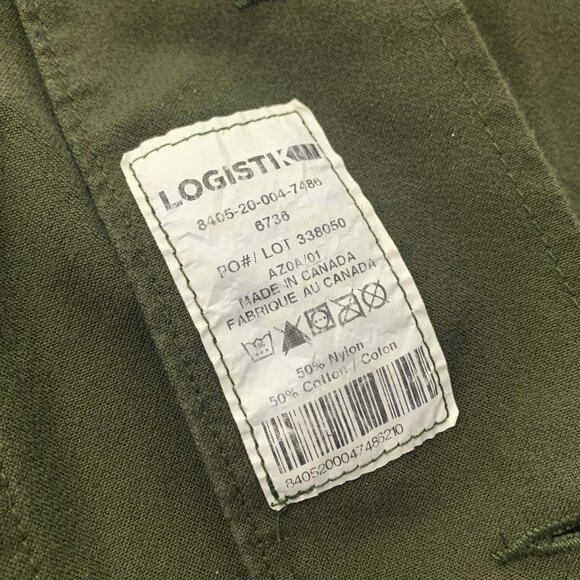 LOGISTIK
8405-20-004-7486
6736
PO#/ LOT 338050
AZ0A/01
MADE IN CANADA
FABRIQUE AU CANADA
50% Nylon
50% Cotton / Coton
8405200047486210